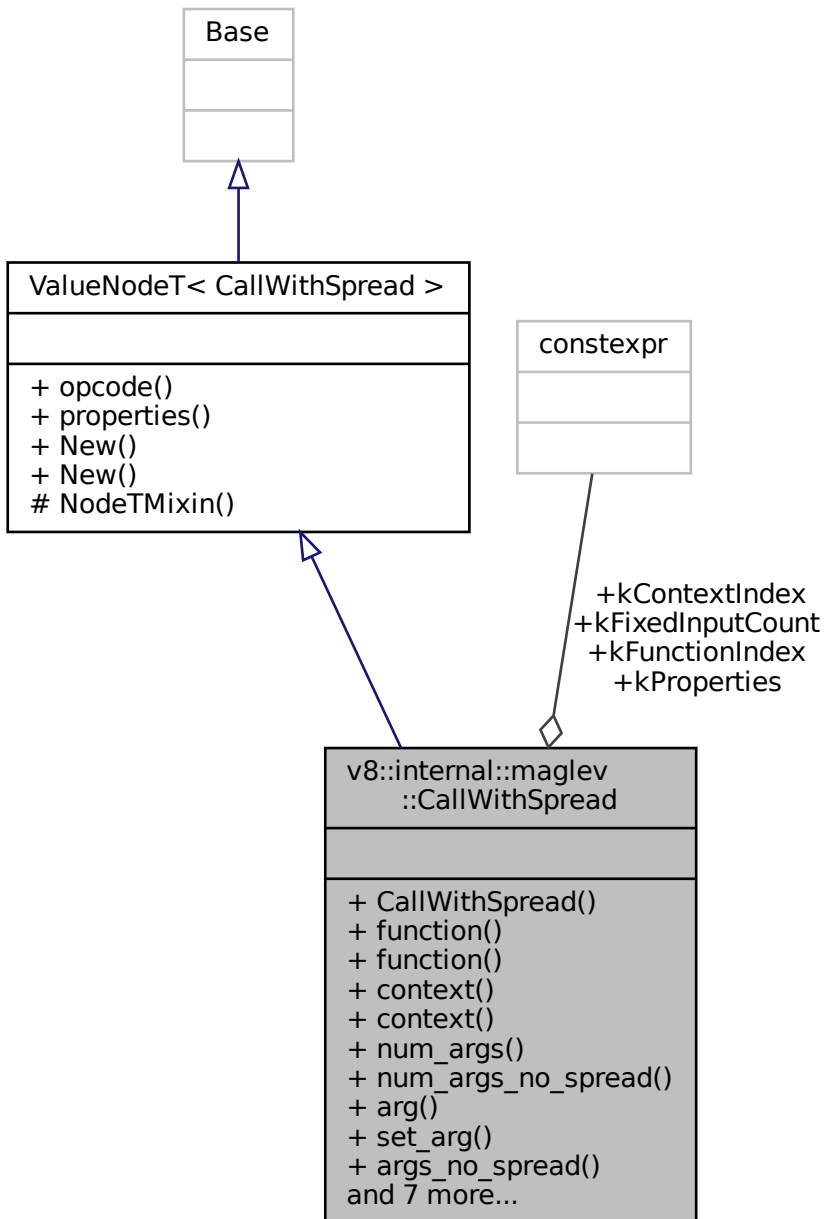 Base
ValueNodeT< CallWithSpread >
+ opcode()
+ properties()
+ New()
+ New()
# NodeTMixin()
constexpr
+kContextIndex
+kFixedInputCount
+kFunctionIndex
+kProperties
v8::internal::maglev
::CallWithSpread
+ CallWithSpread()
+ function()
+ function()
+ context()
+ context()
+ num_args()
+ num_args_no_spread()
+ arg()
+ set_arg()
+ args_no_spread()
and 7 more...